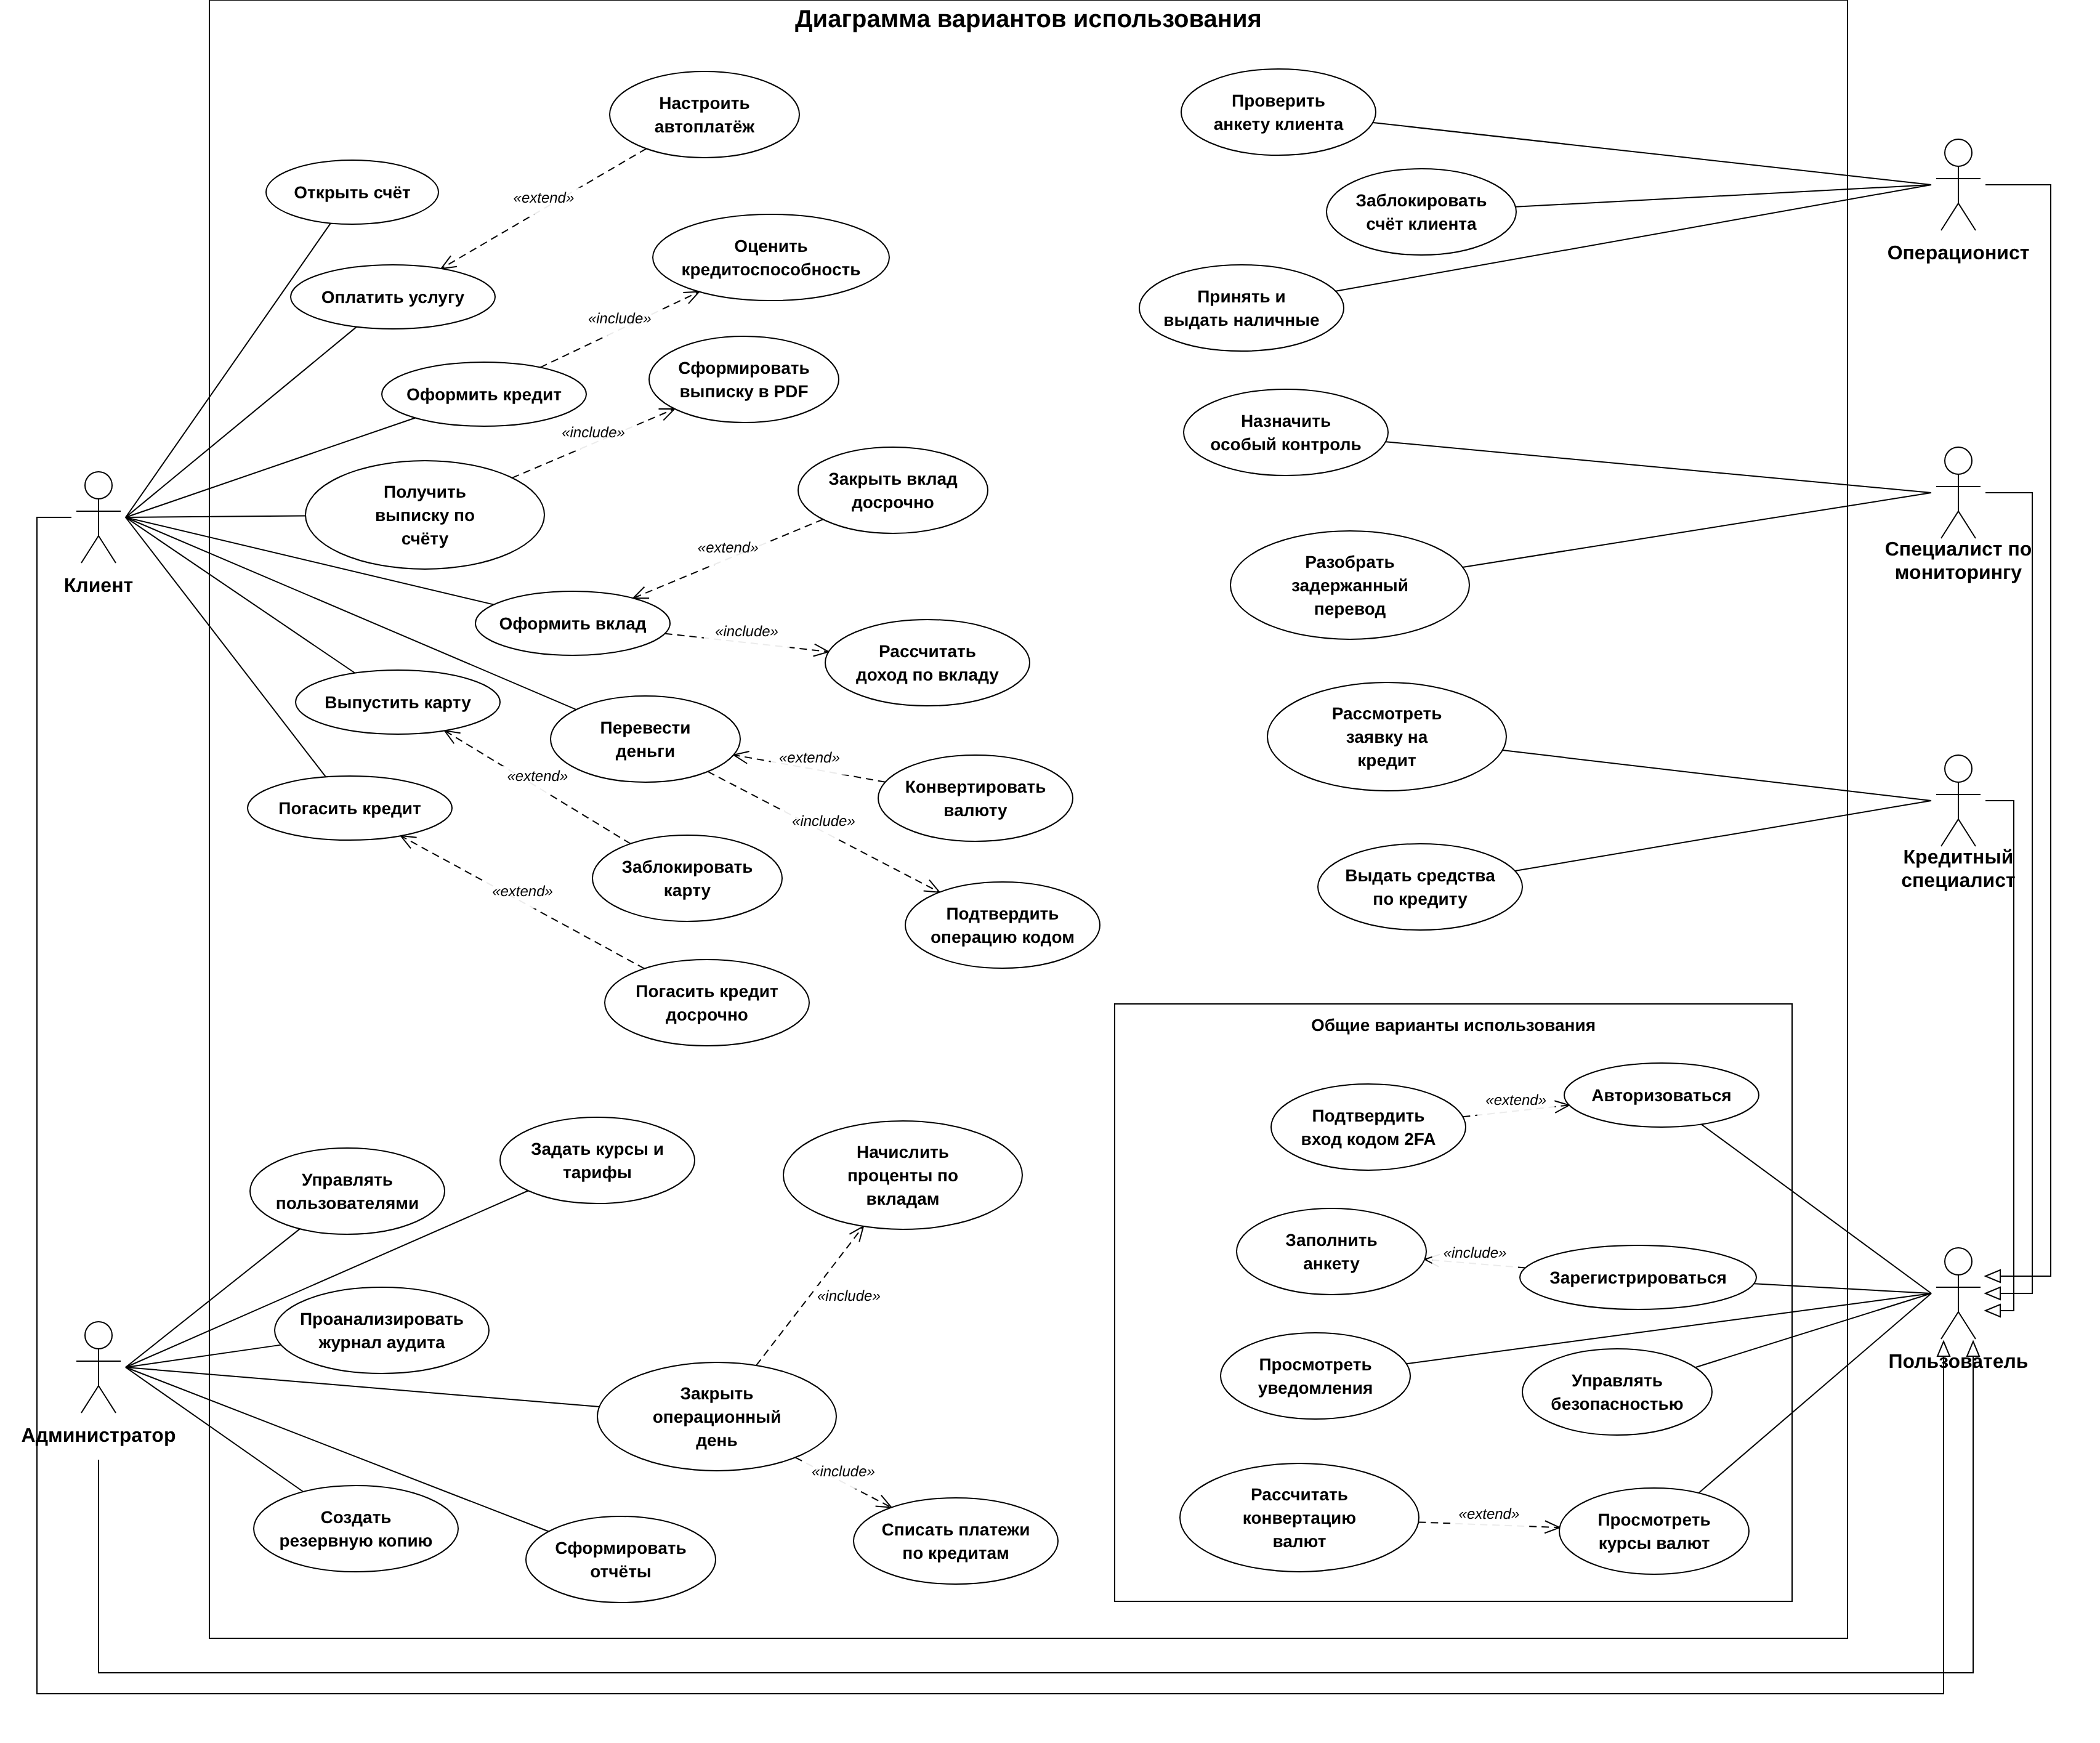 Диаграмма вариантов использования
Настроить
автоплатёж
«extend»
Открыть счёт
Оплатить услугу
Оценить
кредитоспособность
«include»
Оформить кредит
Сформировать
выписку в PDF
«include»
Получить
выписку по
счёту
Закрыть вклад
досрочно
«extend»
Оформить вклад
«include»
Рассчитать
доход по вкладу
Клиент
Выпустить карту
Перевести
деньги
«extend»
Конвертировать
валюту
«extend»
«include»
Погасить кредит
Заблокировать
карту
«extend»
Подтвердить
операцию кодом
Погасить кредит
досрочно
Проверить
анкету клиента
Заблокировать
счёт клиента
Принять и
выдать наличные
Операционист
Назначить
особый контроль
Разобрать
задержанный
перевод
Специалист по
мониторингу
Рассмотреть
заявку на
кредит
Выдать средства
по кредиту
Кредитный
специалист
Управлять
пользователями
Задать курсы и
тарифы
Начислить
проценты по
вкладам
Проанализировать
журнал аудита
«include»
Закрыть
операционный
день
«include»
Администратор
Создать
резервную копию
Сформировать
отчёты
Списать платежи
по кредитам
Общие варианты использования
Подтвердить
вход кодом 2FA
«extend»
Авторизоваться
Заполнить
анкету
«include»
Зарегистрироваться
Просмотреть
уведомления
Управлять
безопасностью
Рассчитать
конвертацию
валют
«extend»
Просмотреть
курсы валют
Пользователь